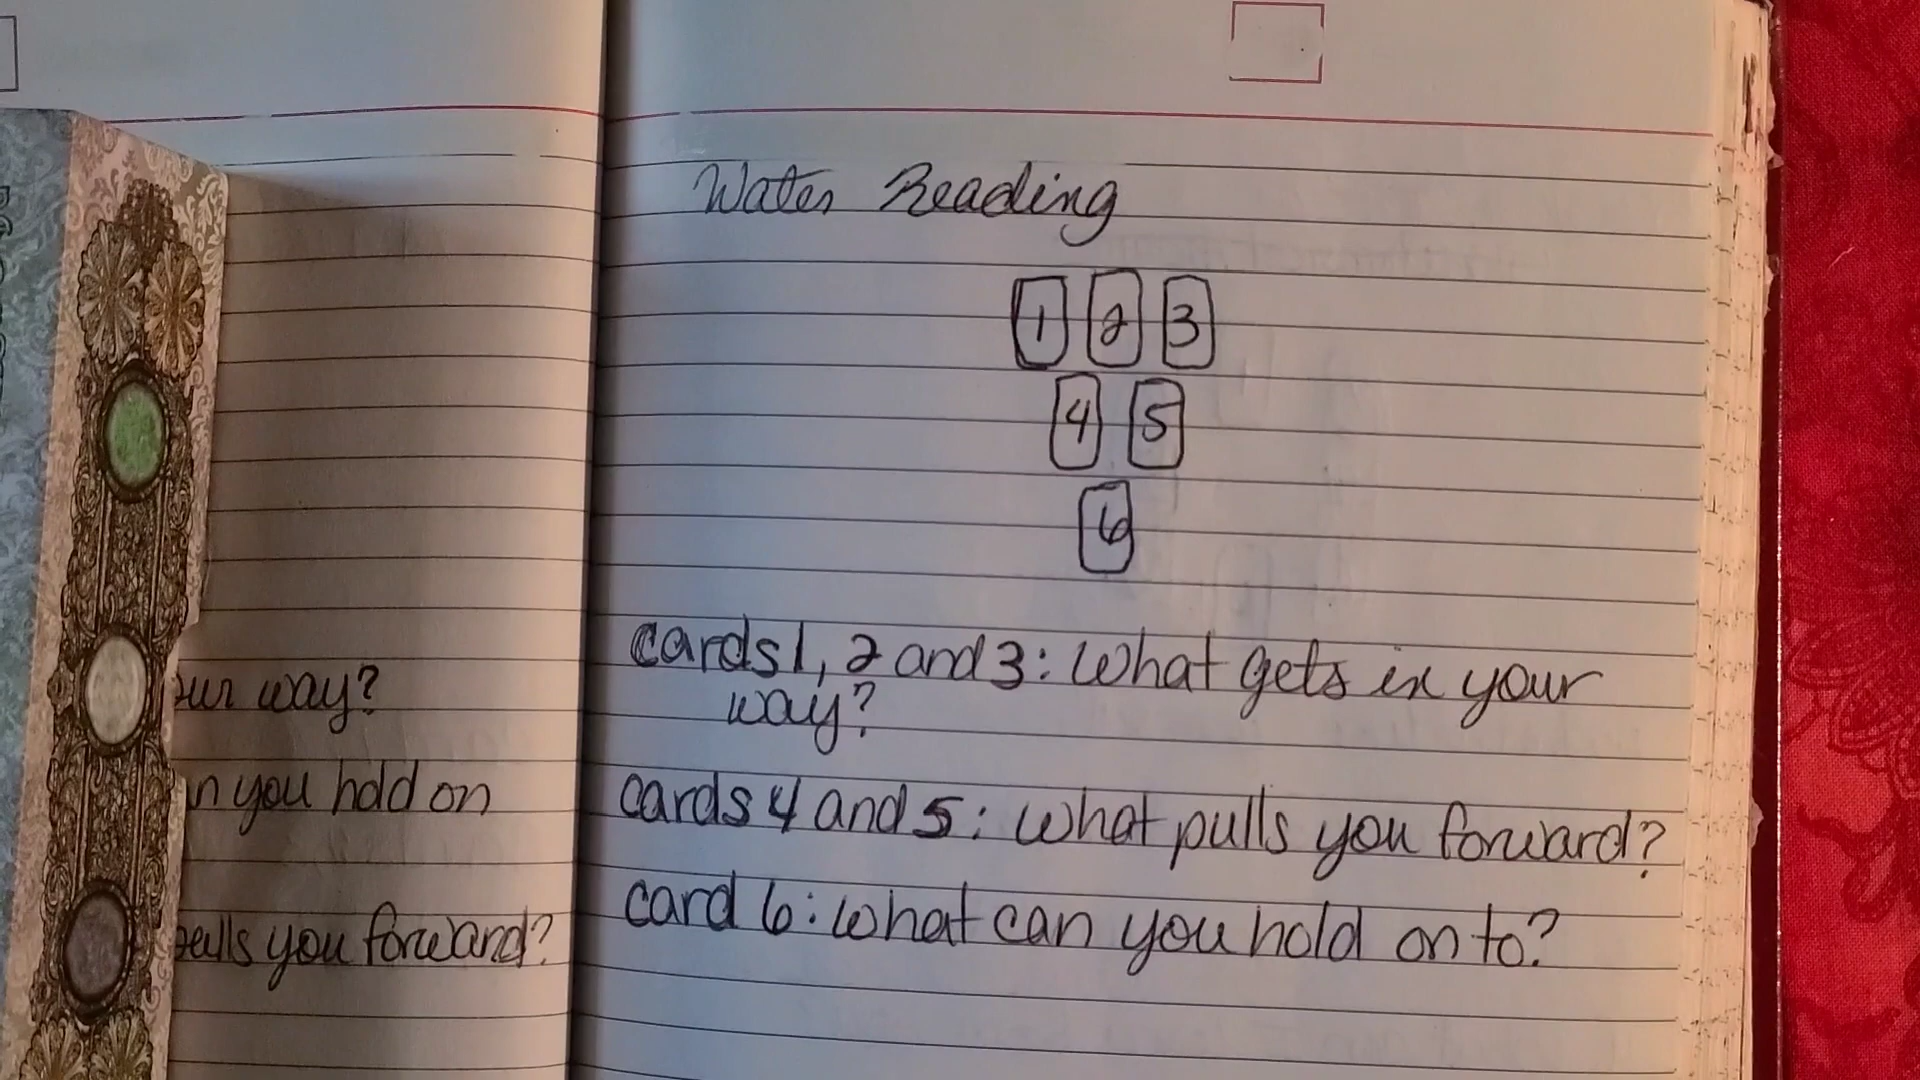 our way?
n you hold on
pulls you forward?
Water Reading
1 2 3
4 5
6
cards 1, 2 and 3: What gets in your
way?
cards 4 and 5: What pulls you forward?
card 6: What can you hold on to?